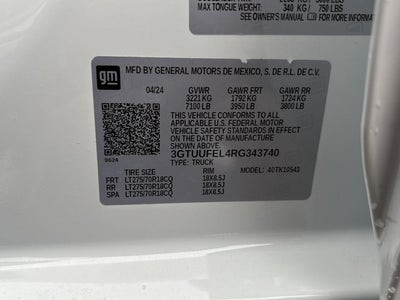 MAX TONGUE WEIGHT: 340 KG / 750 LBS
SEE OWNER'S MANUAL FOR MORE INFORMATION
gm
MFD BY GENERAL MOTORS DE MEXICO, S. DE R.L. DE C.V.
04/24 GVWR GAWR FRT GAWR RR
3221 KG 1792 KG 1724 KG
7100 LB 3950 LB 3800 LB
THIS VEHICLE CONFORMS TO ALL APPLICABLE
U.S. FEDERAL MOTOR VEHICLE SAFETY
STANDARDS IN EFFECT ON THE DATE OF
MANUFACTURE SHOWN ABOVE.
3GTUUFEL4RG343740
TYPE: TRUCK
0624
MODEL: 40TK10543
TIRE SIZE RIM
FRT LT275/70R18CQ 18X8.5J
RR LT275/70R18CQ 18X8.5J
SPA LT275/70R18CQ 18X8.5J